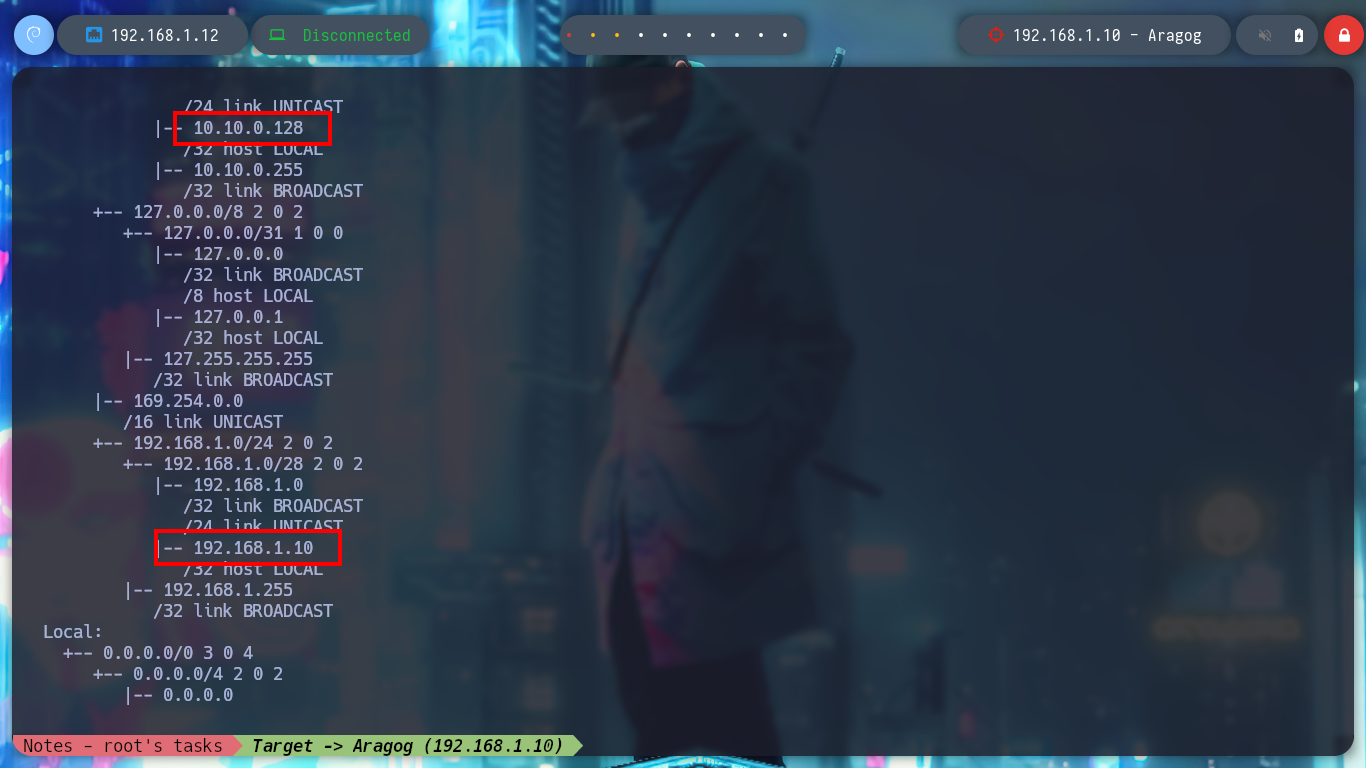 192.168.1.12
Disconnected
192.168.1.10 - Aragog
/24 link UNICAST
|-- 10.10.0.128
/32 host LOCAL
|-- 10.10.0.255
/32 link BROADCAST
+-- 127.0.0.0/8 2 0 2
+-- 127.0.0.0/31 1 0 0
|-- 127.0.0.0
/32 link BROADCAST
/8 host LOCAL
|-- 127.0.0.1
/32 host LOCAL
|-- 127.255.255.255
/32 link BROADCAST
|-- 169.254.0.0
/16 link UNICAST
+-- 192.168.1.0/24 2 0 2
+-- 192.168.1.0/28 2 0 2
|-- 192.168.1.0
/32 link BROADCAST
/24 link UNICAST
|-- 192.168.1.10
/32 host LOCAL
|-- 192.168.1.255
/32 link BROADCAST
Local:
+-- 0.0.0.0/0 3 0 4
+-- 0.0.0.0/4 2 0 2
|-- 0.0.0.0
Notes - root's tasks
Target -> Aragog (192.168.1.10)